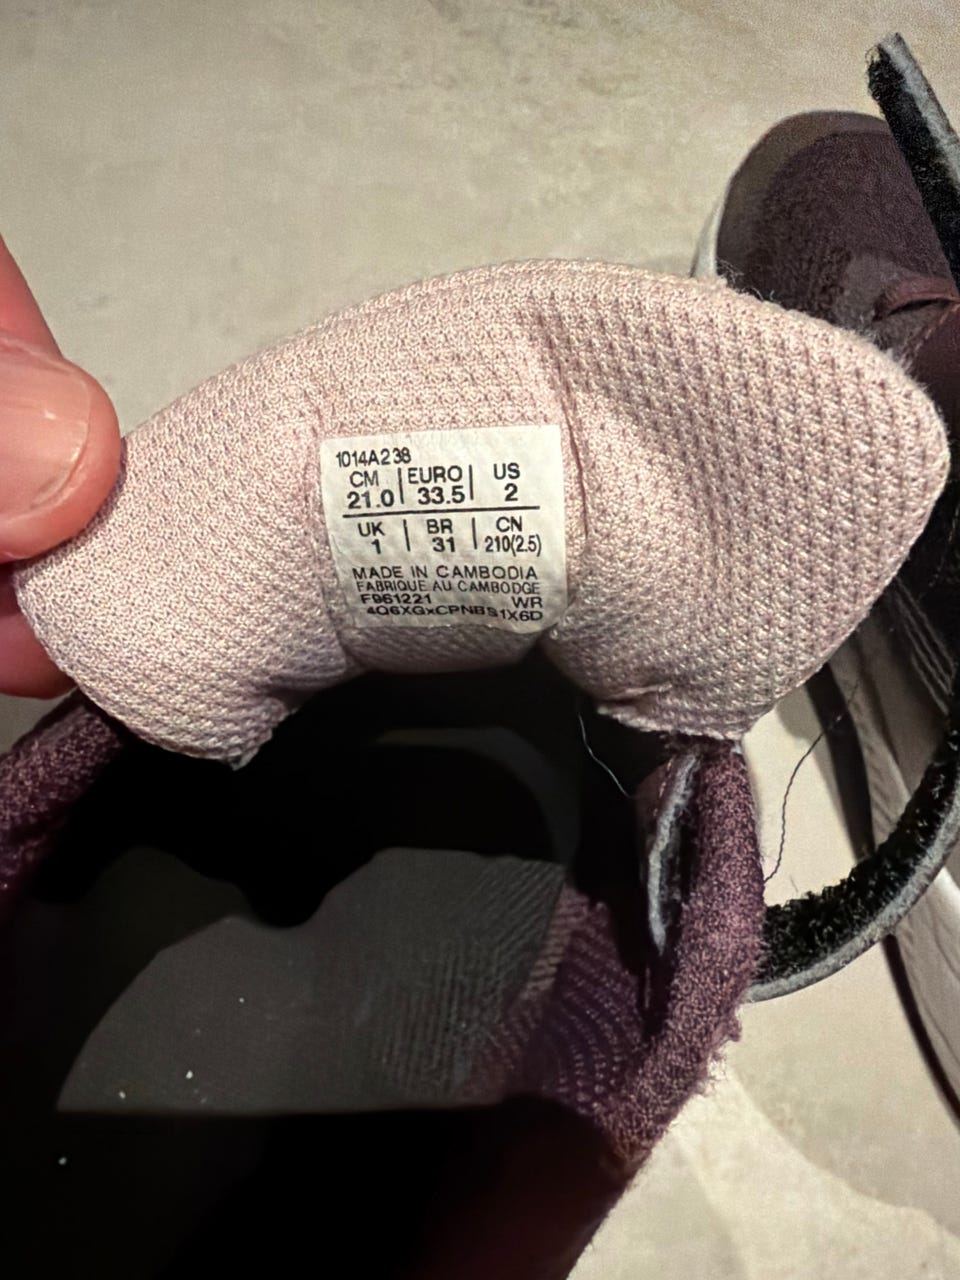 1014A238
CM | EURO | US
21.0 | 33.5 | 2
UK | BR | CN
1 | 31 | 210(2.5)
MADE IN CAMBODIA
FABRIQUE AU CAMBODGE
F961221 WR
4Q6XGxCPNBS1X6D